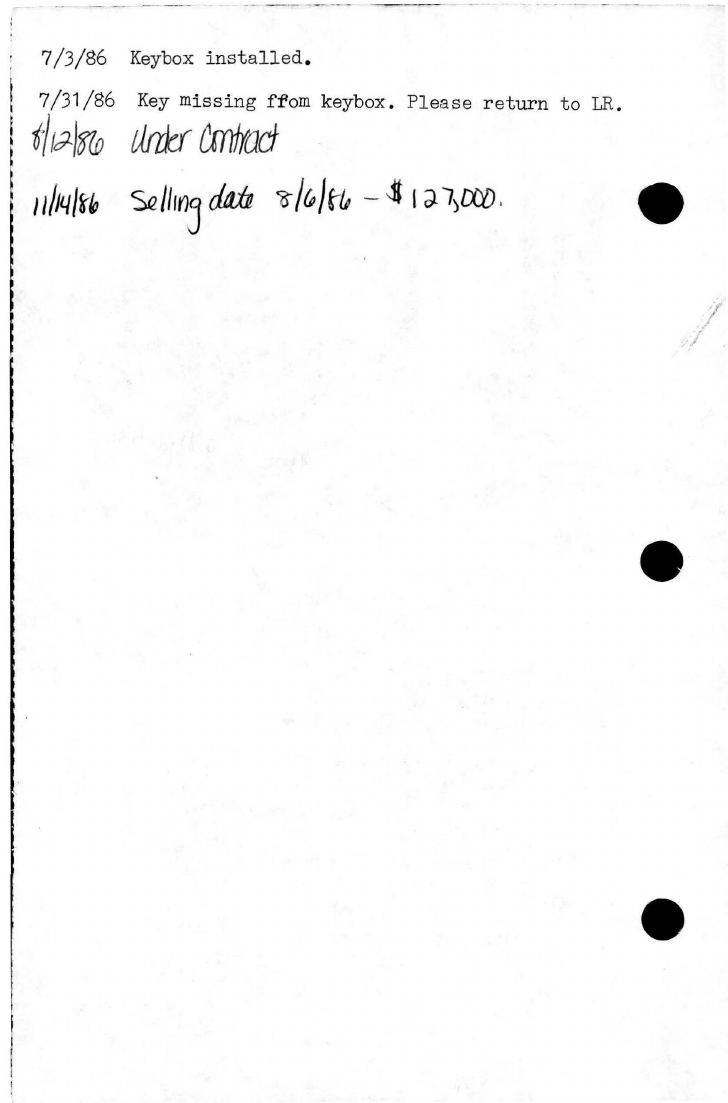 7/3/86 Keybox installed.
7/31/86 Key missing ffom keybox. Please return to LR.
8/12/86 Under Contract
11/14/86 Selling date 8/6/86 - $127,000.